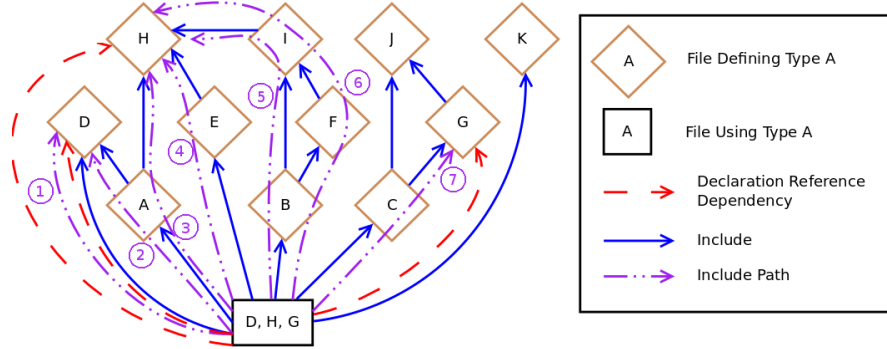 H
I
J
K
A
File Defining Type A
5
6
D
E
F
G
A
File Using Type A
4
1
7
Declaration Reference
Dependency
A
B
C
3
2
Include
Include Path
D, H, G